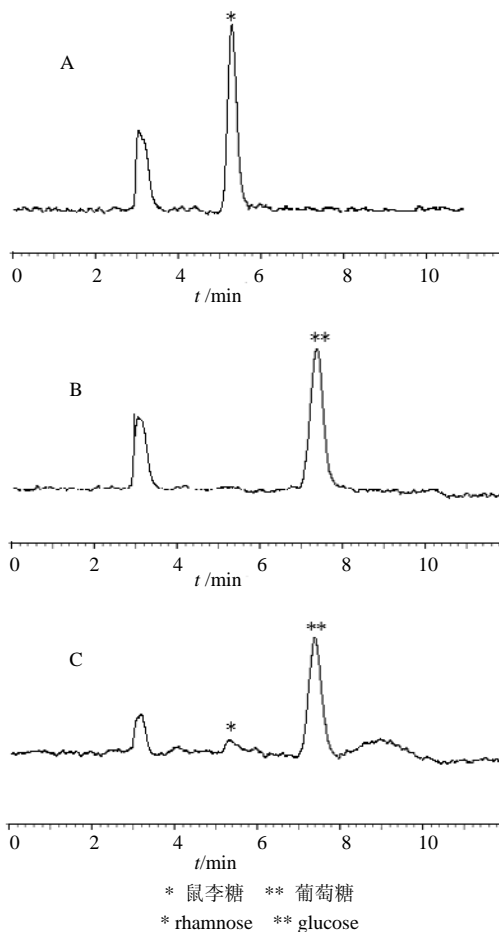 *
A
0 2 4 6 8 10
t /min
**
B
0 2 4 6 8 10
t /min
**
C
*
0 2 4 6 8 10
t/min
* 鼠李糖 ** 葡萄糖
* rhamnose ** glucose